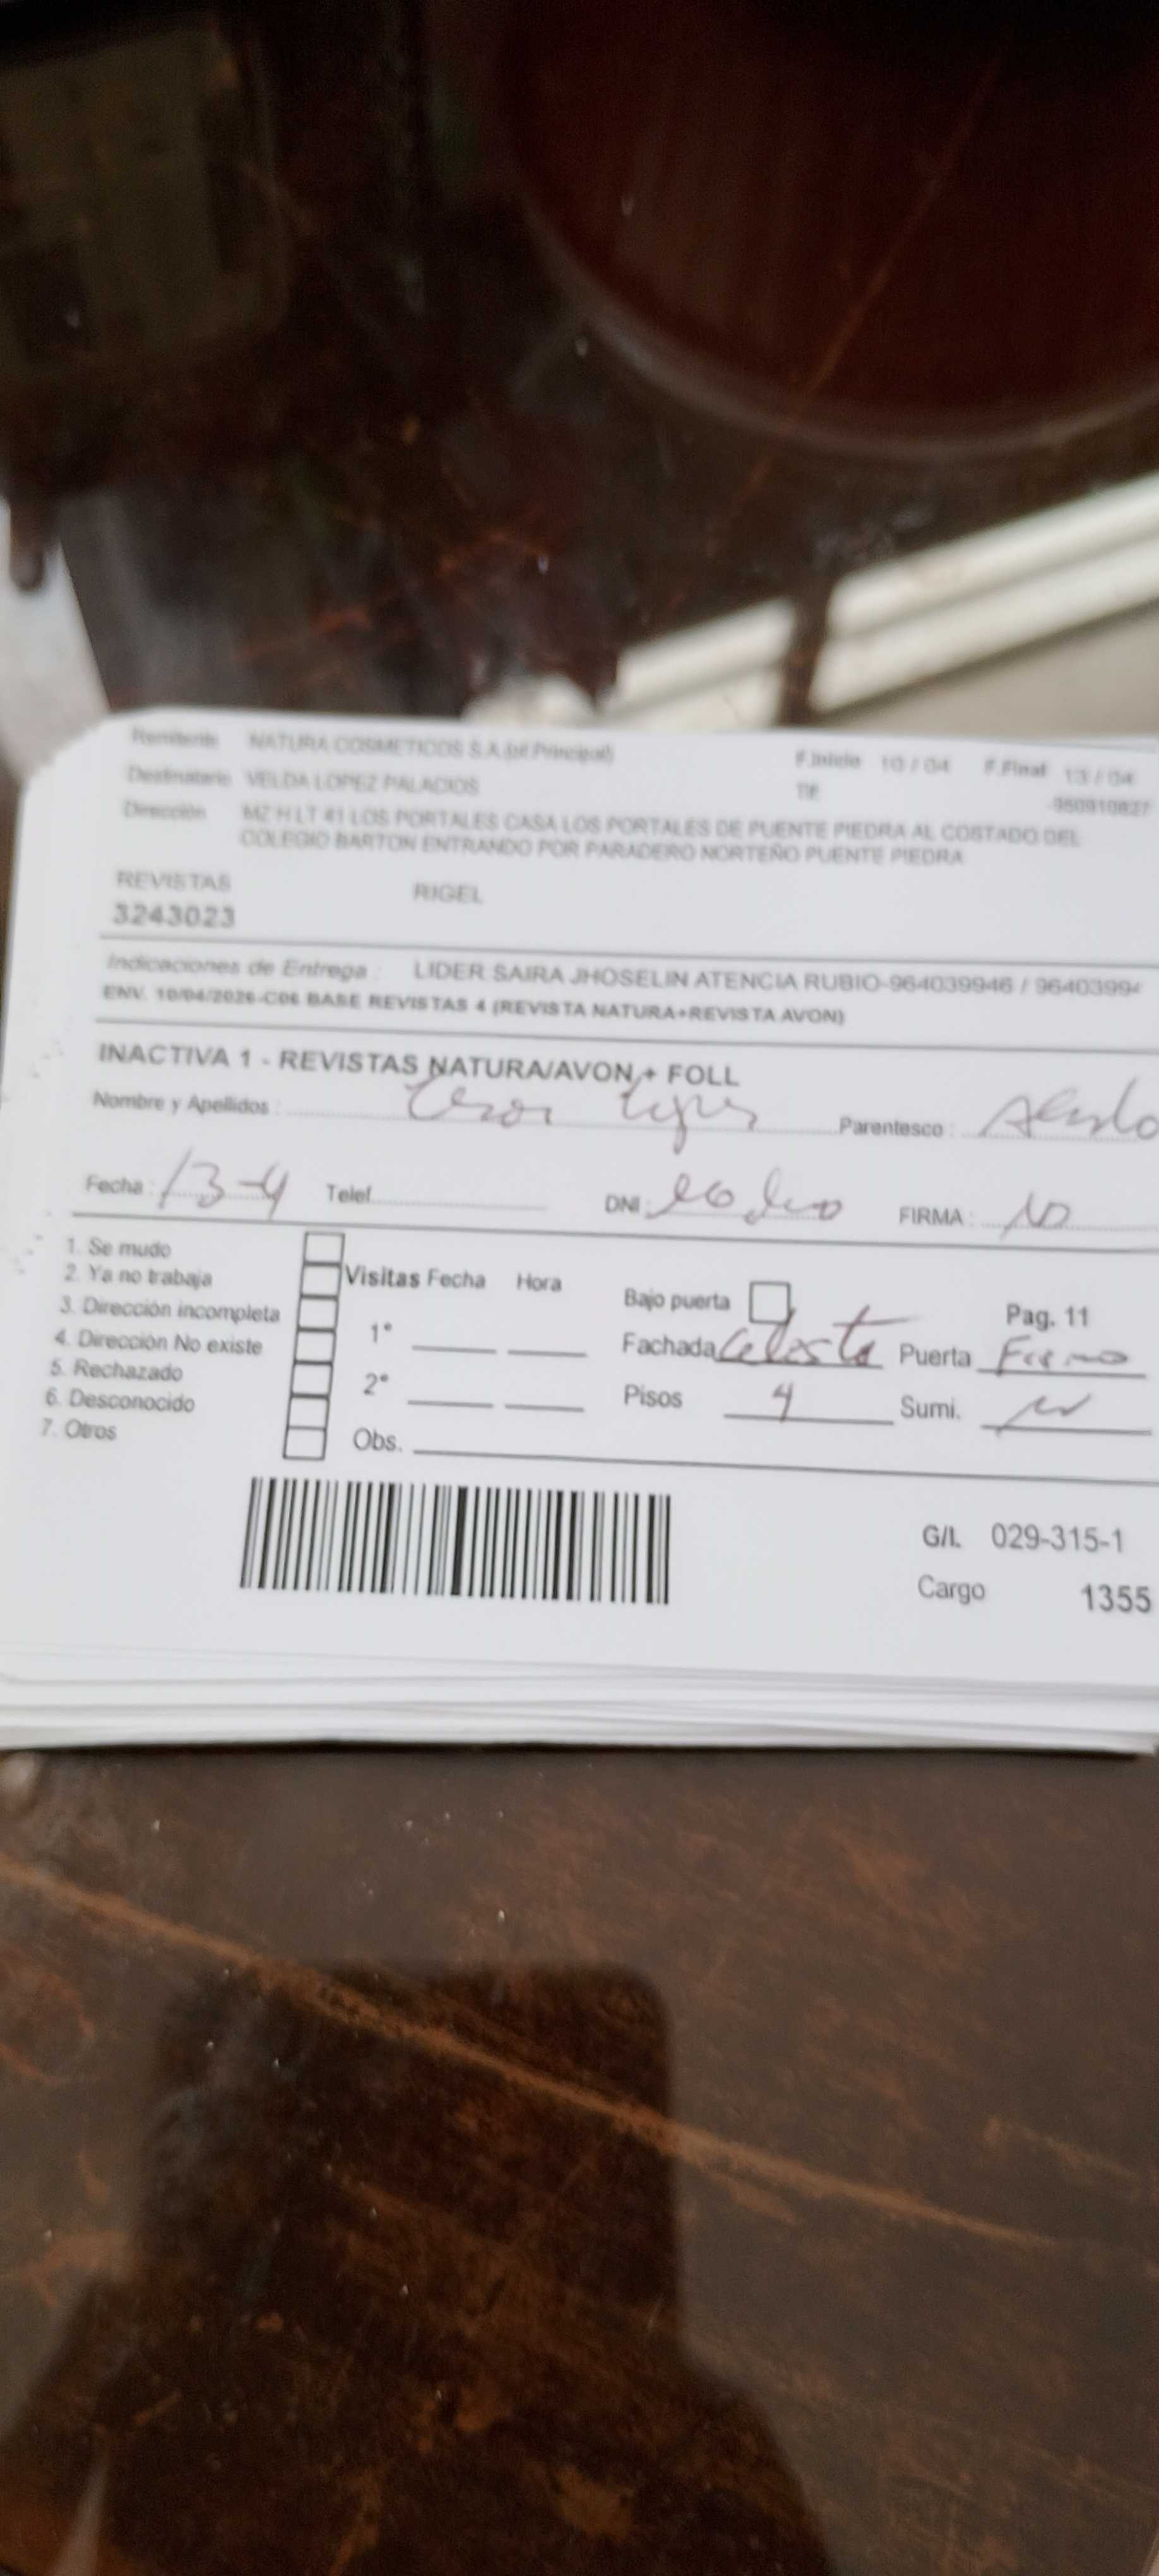 Remitente NATURA COSMETICOS S.A.(of.Principal) F.Inicio 10 / 04 F.Final 13 / 04
Destinatario VELDA LOPEZ PALACIOS Tlf. -950910827
Dirección MZ H LT 41 LOS PORTALES CASA LOS PORTALES DE PUENTE PIEDRA AL COSTADO DEL
COLEGIO BARTON ENTRANDO POR PARADERO NORTEÑO PUENTE PIEDRA
REVISTAS RIGEL
3243023
Indicaciones de Entrega : LIDER SAIRA JHOSELIN ATENCIA RUBIO-964039946 / 96403994
ENV. 10/04/2026-C06 BASE REVISTAS 4 (REVISTA NATURA+REVISTA AVON)
INACTIVA 1 - REVISTAS NATURA/AVON + FOLL
Nombre y Apellidos : Parentesco :
Fecha : 13-4 Telef. DNI : FIRMA :
1. Se mudo
2. Ya no trabaja Visitas Fecha Hora Bajo puerta Pag. 11
3. Dirección incompleta 1° Fachada Celeste Puerta Fierro
4. Dirección No existe
5. Rechazado 2° Pisos 4 Sumi.
6. Desconocido
7. Otros Obs.
G/I. 029-315-1
Cargo 1355